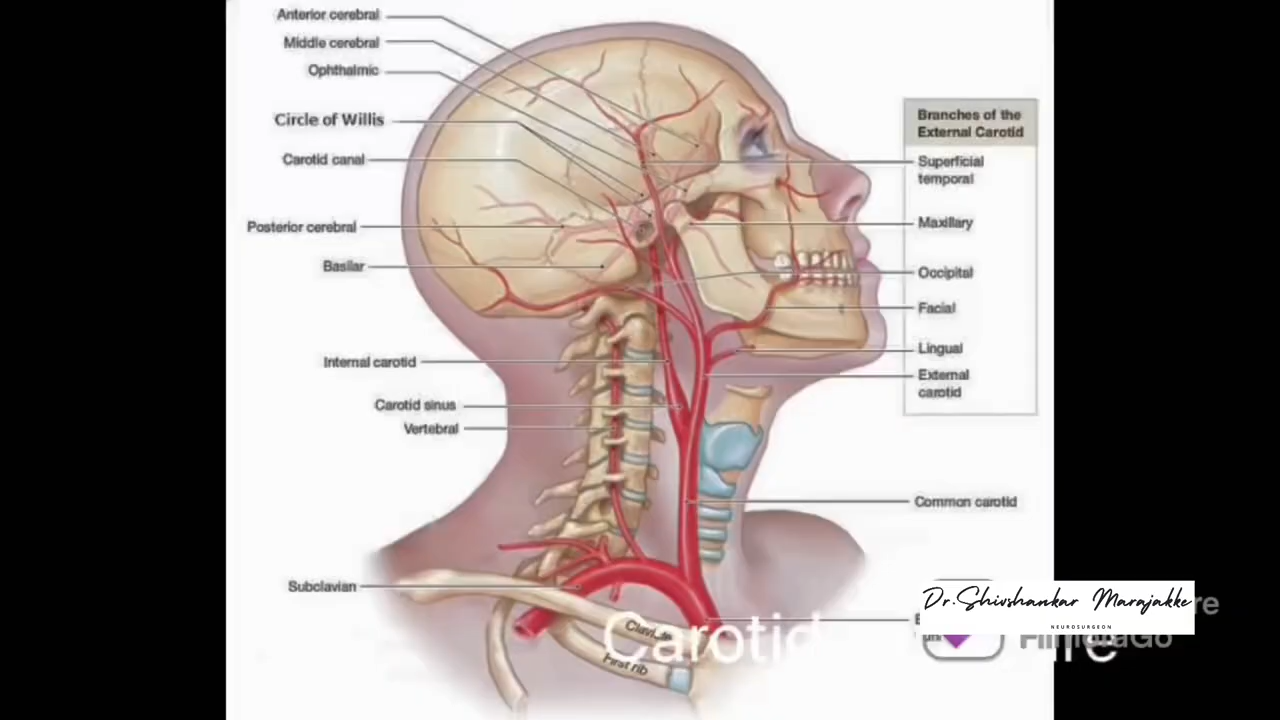 Anterior cerebral
Middle cerebral
Ophthalmic
Circle of Willis
Carotid canal
Posterior cerebral
Basilar
Internal carotid
Carotid sinus
Vertebral
Subclavian
Branches of the
External Carotid
Superficial
temporal
Maxillary
Occipital
Facial
Lingual
External
carotid
Common carotid
Clavicle
First rib
Carotid
Dr. Shivshankar Marajakke
NEUROSURGEON